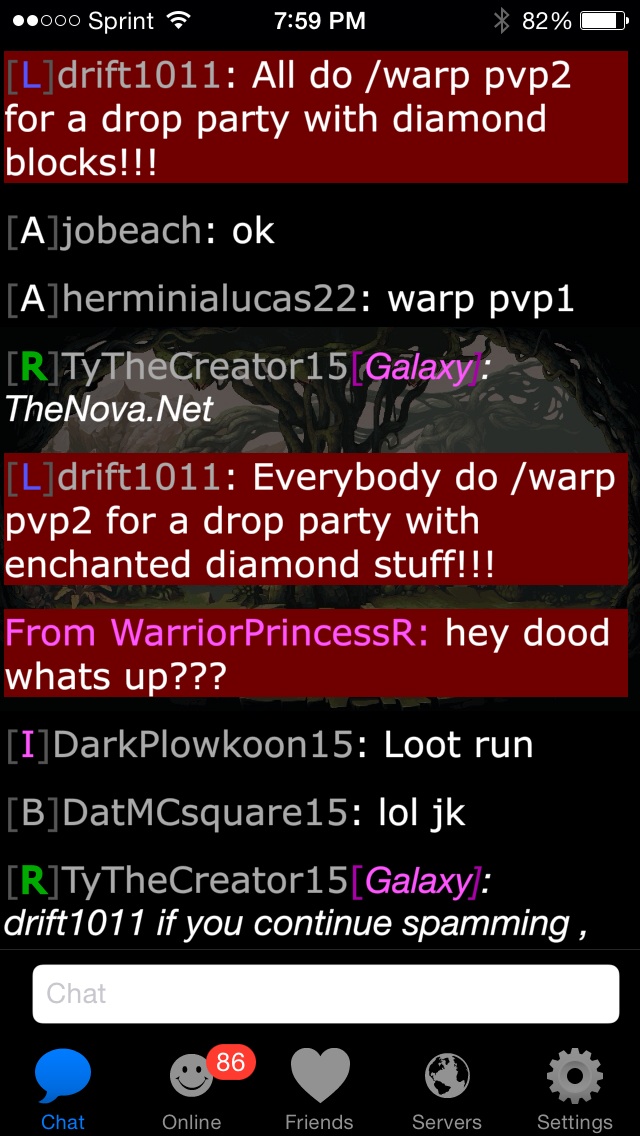 Sprint 7:59 PM 82%
[L]drift1011: All do /warp pvp2
for a drop party with diamond
blocks!!!
[A]jobeach: ok
[A]herminialucas22: warp pvp1
[R]TyTheCreator15[Galaxy]:
TheNova.Net
[L]drift1011: Everybody do /warp
pvp2 for a drop party with
enchanted diamond stuff!!!
From WarriorPrincessR: hey dood
whats up???
[I]DarkPlowkoon15: Loot run
[B]DatMCsquare15: lol jk
[R]TyTheCreator15[Galaxy]:
drift1011 if you continue spamming ,
Chat
86
Chat Online Friends Servers Settings